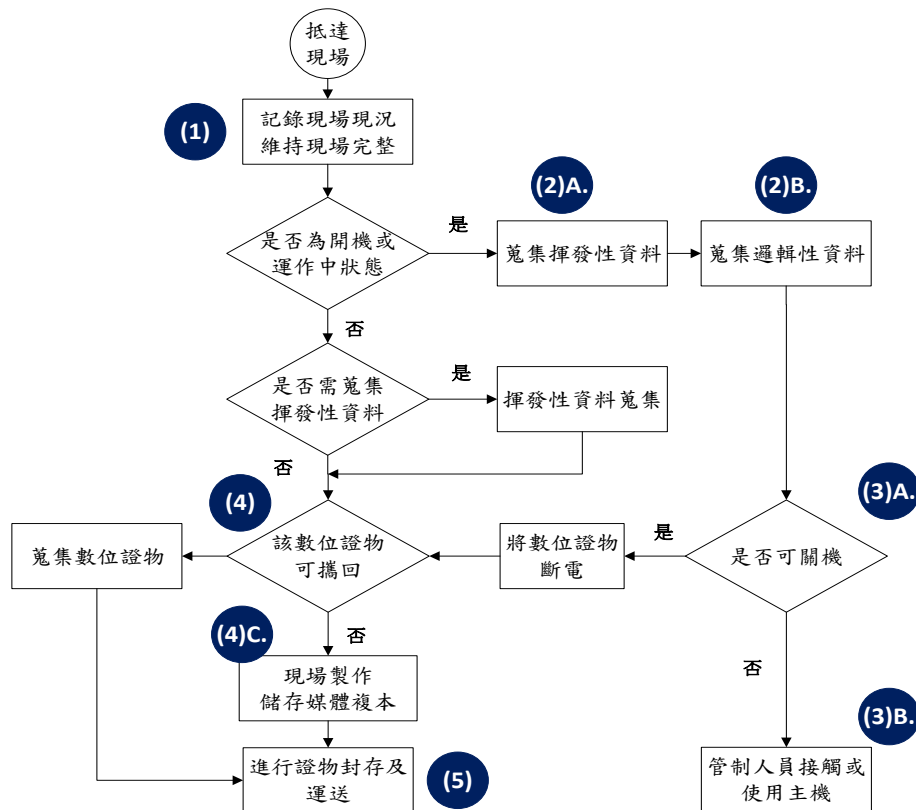 抵達
現場
(1)
記錄現場現況
維持現場完整
(2)A.
(2)B.
是否為開機或
運作中狀態
是
蒐集揮發性資料
蒐集邏輯性資料
否
是否需蒐集
揮發性資料
是
揮發性資料蒐集
否
(4)
(3)A.
蒐集數位證物
該數位證物
可攜回
將數位證物
斷電
是
是否可關機
(4)C.
否
現場製作
儲存媒體複本
否
(3)B.
進行證物封存及
運送
(5)
管制人員接觸或
使用主機